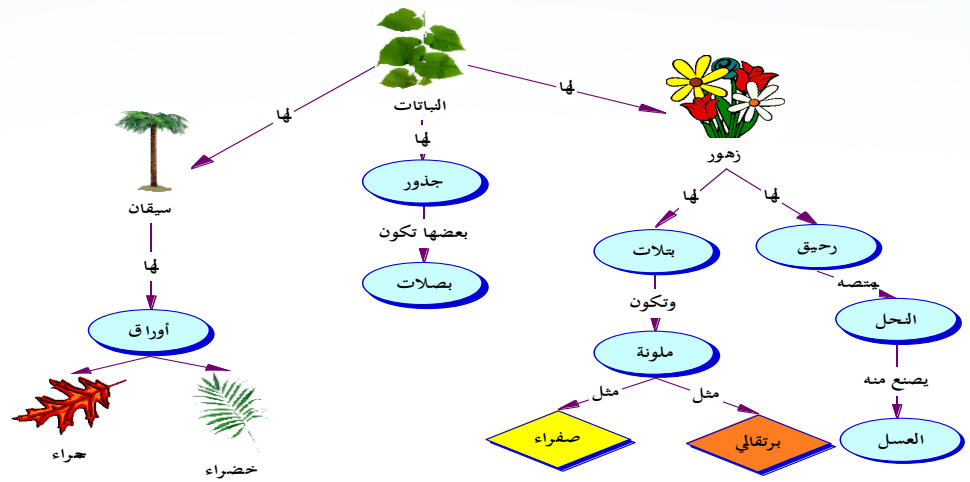 النباتات
لها
لها
لها
زهور
سيقان
جذور
لها
لها
بتلات
رحيق
بعضها تكون
لها
بصلات
يمتصه
وتكون
النحل
أوراق
ملونة
يصنع منه
مثل
مثل
صفراء
برتقالي
العسل
حمراء
خضراء